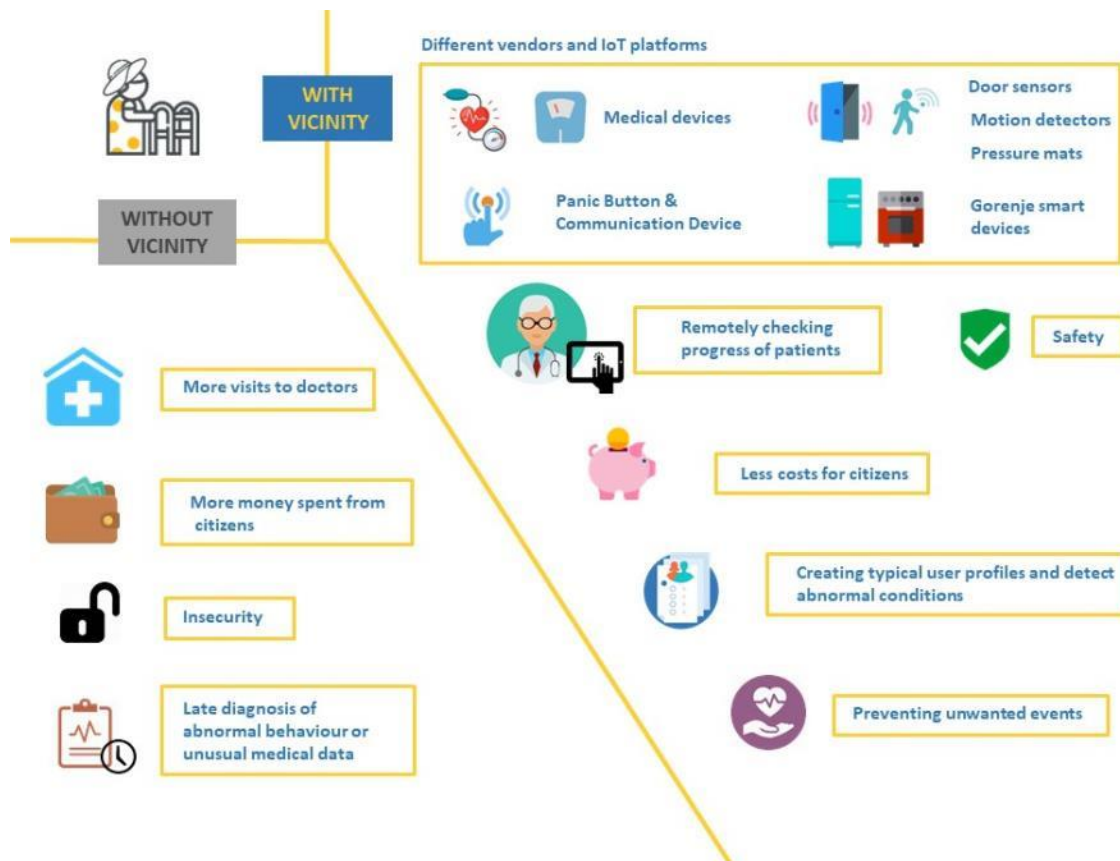 Different vendors and IoT platforms
WITH
VICINITY
Medical devices
Door sensors
Motion detectors
Pressure mats
Panic Button &
Communication Device
Gorenje smart
devices
WITHOUT
VICINITY
Remotely checking
progress of patients
Safety
More visits to doctors
Less costs for citizens
More money spent from
citizens
Creating typical user profiles and detect
abnormal conditions
Insecurity
Late diagnosis of
abnormal behaviour or
unusual medical data
Preventing unwanted events